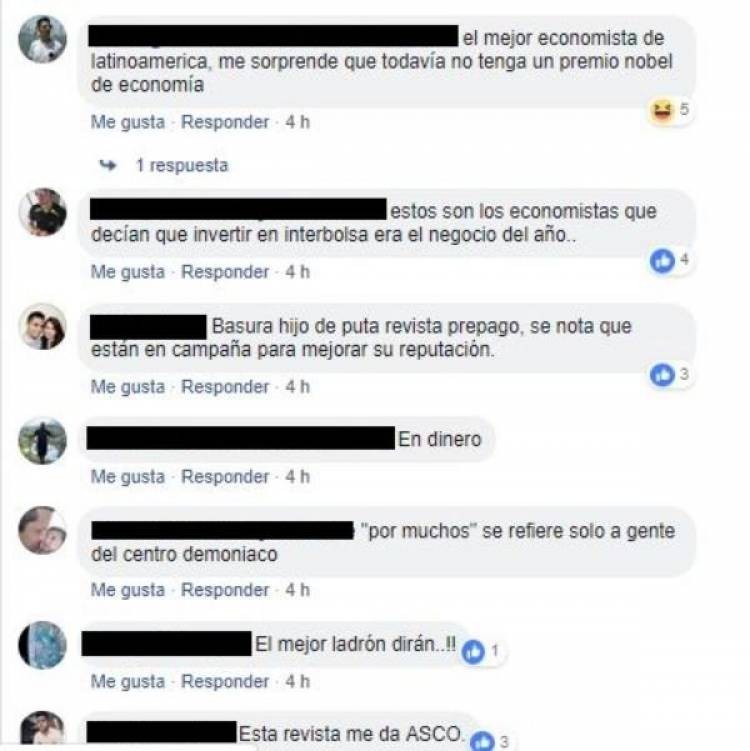 el mejor economista de
latinoamerica, me sorprende que todavía no tenga un premio nobel
de economía
5
Me gusta · Responder · 4 h
1 respuesta
estos son los economistas que
decían que invertir en interbolsa era el negocio del año..
4
Me gusta · Responder · 4 h
Basura hijo de puta revista prepago, se nota que
están en campaña para mejorar su reputación.
3
Me gusta · Responder · 4 h
En dinero
Me gusta · Responder · 4 h
"por muchos" se refiere solo a gente
del centro demoniaco
Me gusta · Responder · 4 h
El mejor ladrón dirán..!! 1
Me gusta · Responder · 4 h
Esta revista me da ASCO. 3